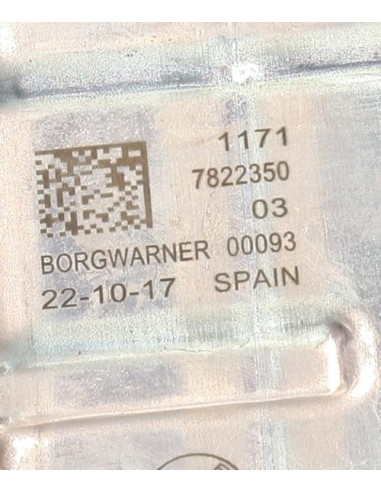 1171
7822350
03
BORGWARNER 00093
22-10-17 SPAIN